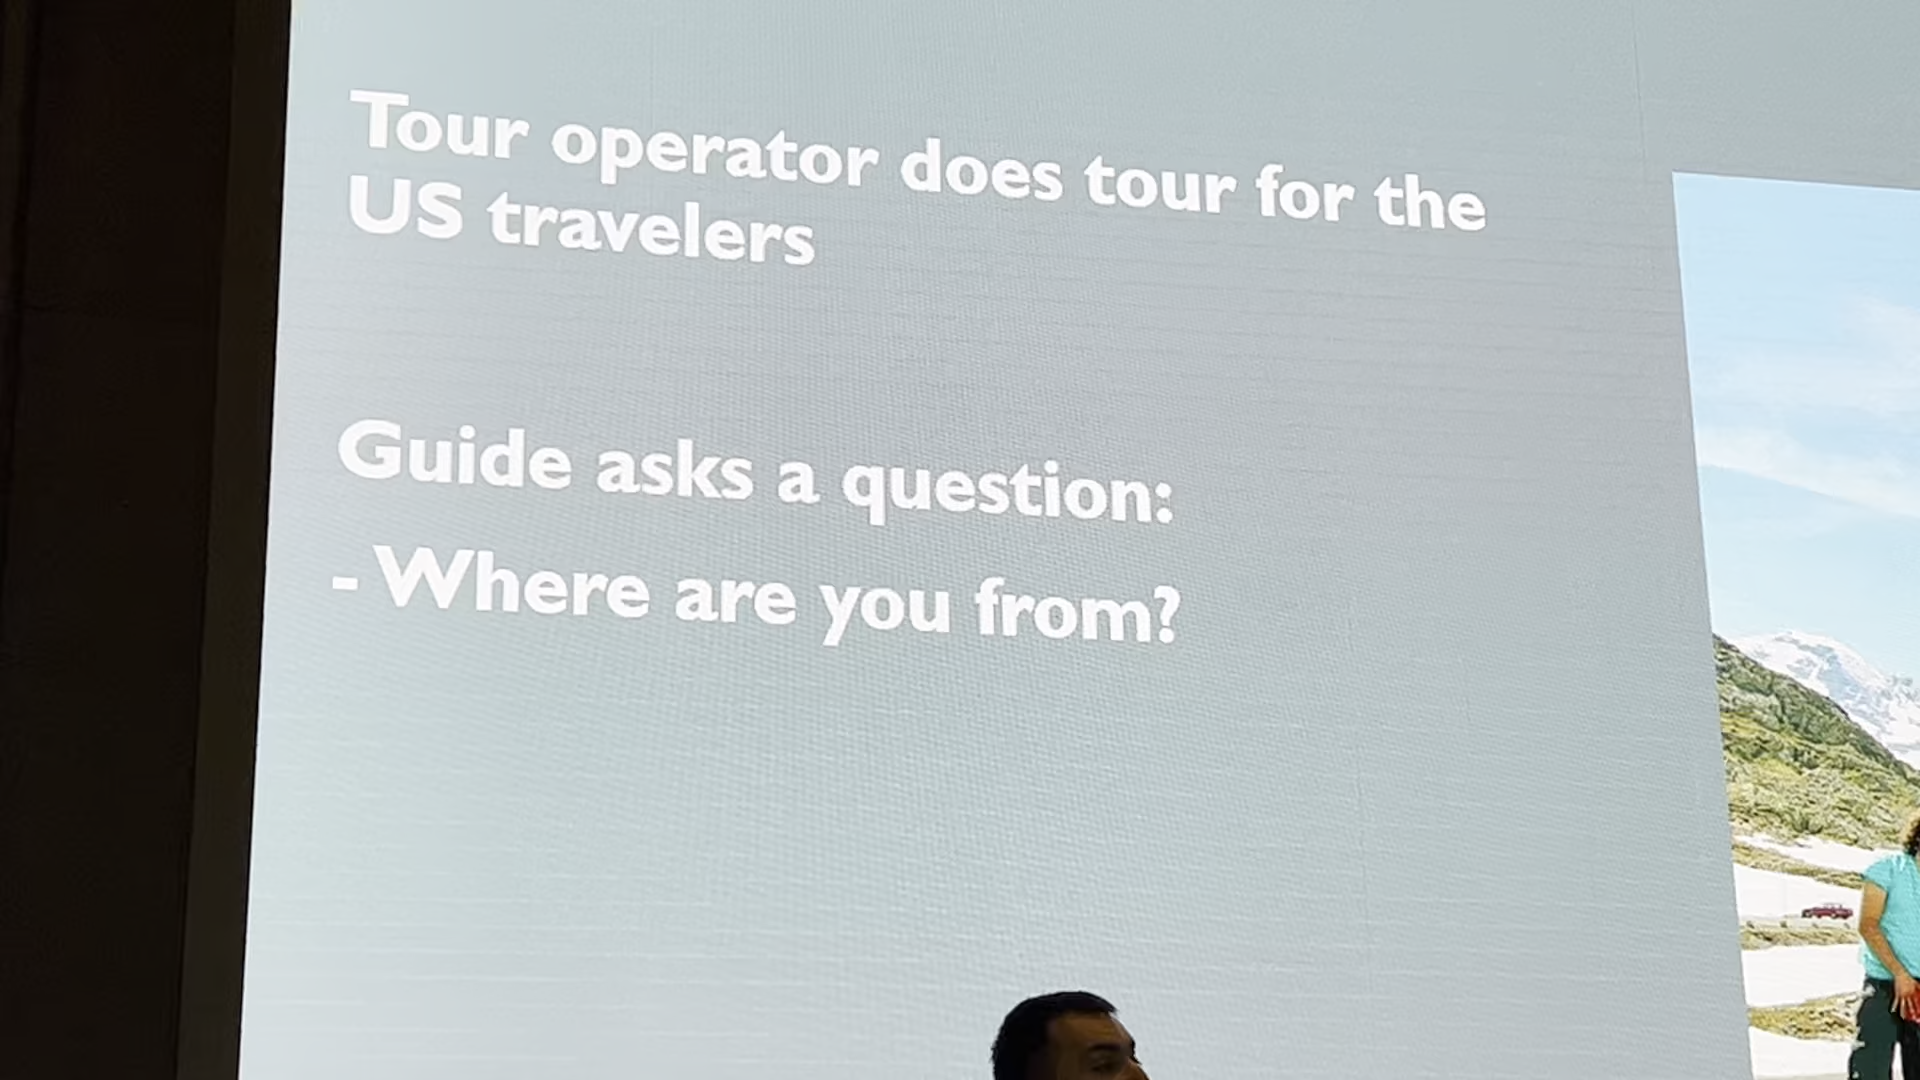 Tour operator does tour for the
US travelers
Guide asks a question:
- Where are you from?